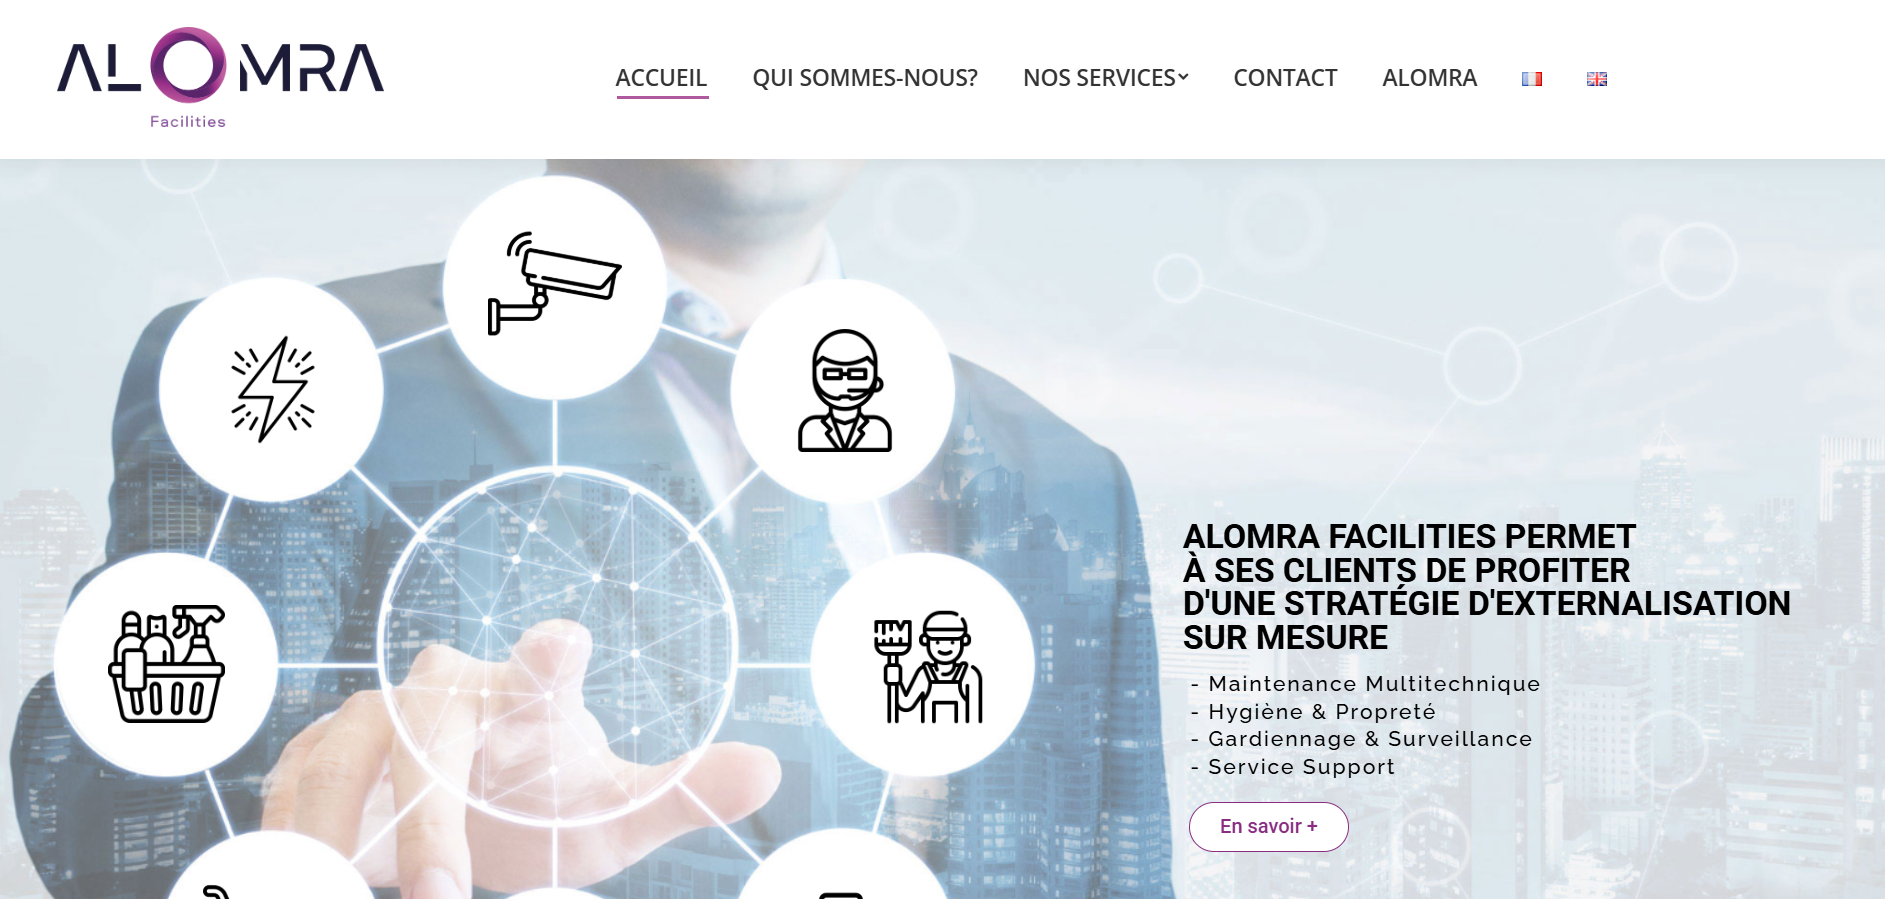 ALOMRA
Facilities
ACCUEIL QUI SOMMES-NOUS? NOS SERVICES CONTACT ALOMRA
ALOMRA FACILITIES PERMET
À SES CLIENTS DE PROFITER
D'UNE STRATÉGIE D'EXTERNALISATION
SUR MESURE
- Maintenance Multitechnique
- Hygiène & Propreté
- Gardiennage & Surveillance
- Service Support
En savoir +